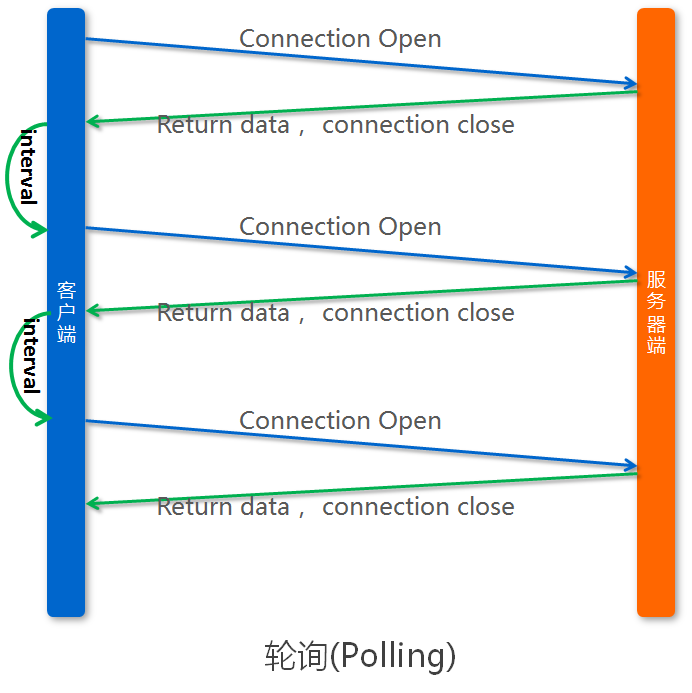 Connection Open
Return data ， connection close
interval
Connection Open
客户端
服务器端
Return data ， connection close
interval
Connection Open
Return data ， connection close
轮询(Polling)